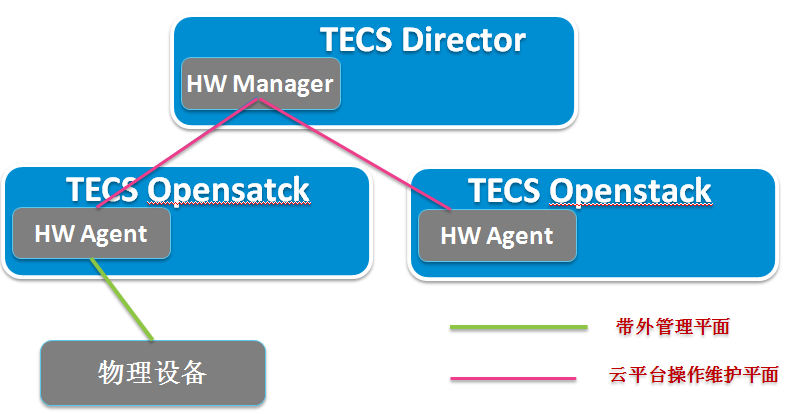 TECS Director
HW Manager
TECS Opensatck
HW Agent
TECS Openstack
HW Agent
物理设备
带外管理平面
云平台操作维护平面